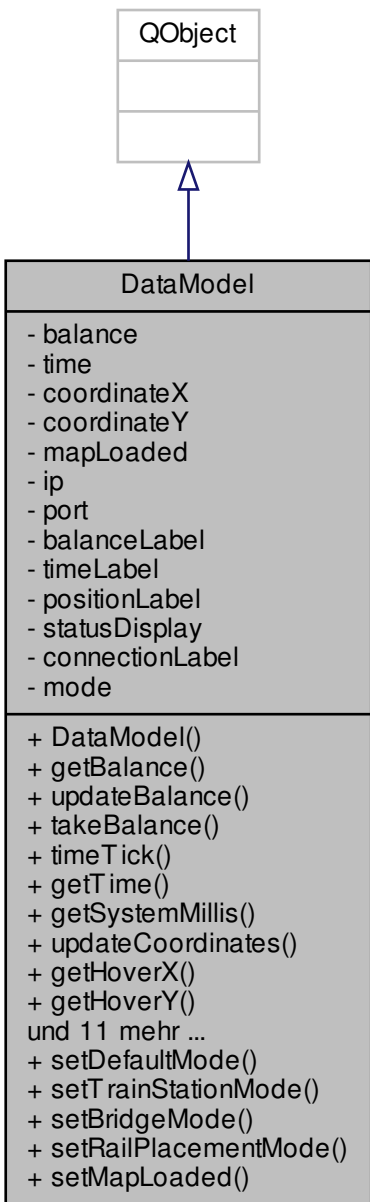 QObject
DataModel
- balance
- time
- coordinateX
- coordinateY
- mapLoaded
- ip
- port
- balanceLabel
- timeLabel
- positionLabel
- statusDisplay
- connectionLabel
- mode
+ DataModel()
+ getBalance()
+ updateBalance()
+ takeBalance()
+ timeTick()
+ getTime()
+ getSystemMillis()
+ updateCoordinates()
+ getHoverX()
+ getHoverY()
und 11 mehr ...
+ setDefaultMode()
+ setTrainStationMode()
+ setBridgeMode()
+ setRailPlacementMode()
+ setMapLoaded()